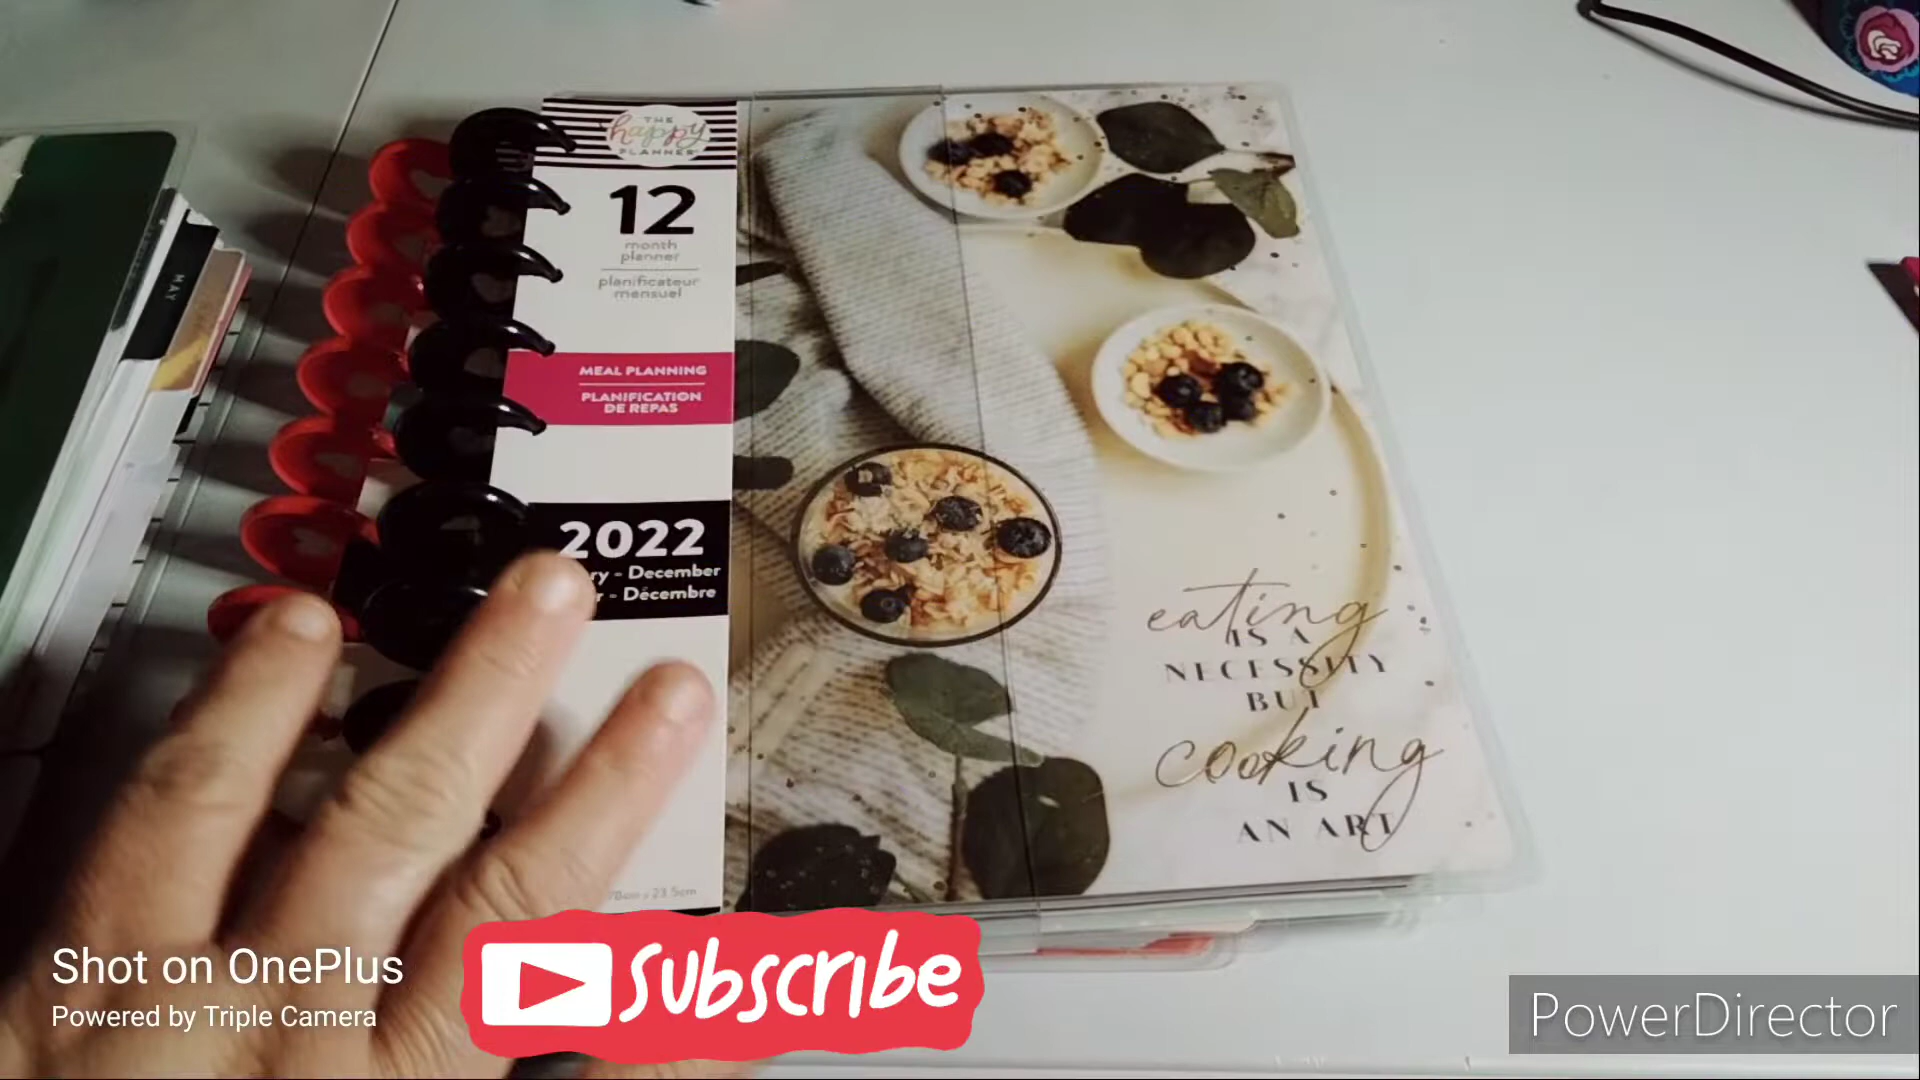 MAY
THE
happy
PLANNER
12
month
planner
planificateur
mensuel
MEAL PLANNING
PLANIFICATION
DE REPAS
2022
ry - December
r - Décembre
eating
IS A
NECESSITY
BUT
cooking
IS
AN ART
Shot on OnePlus
Powered by Triple Camera
Subscribe
PowerDirector